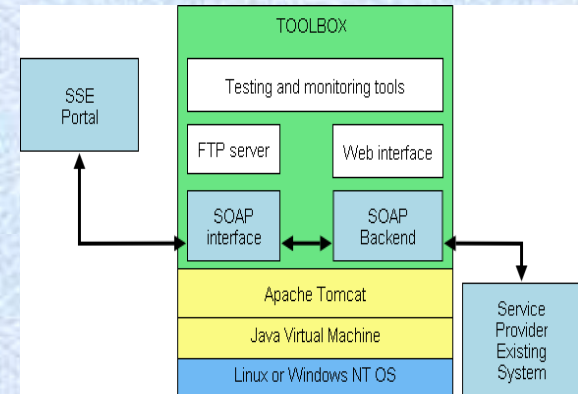 TOOLBOX
Testing and monitoring tools
SSE
Portal
FTP server
Web interface
SOAP
interface
SOAP
Backend
Apache Tomcat
Java Virtual Machine
Linux or Windows NT OS
Service
Provider
Existing
System